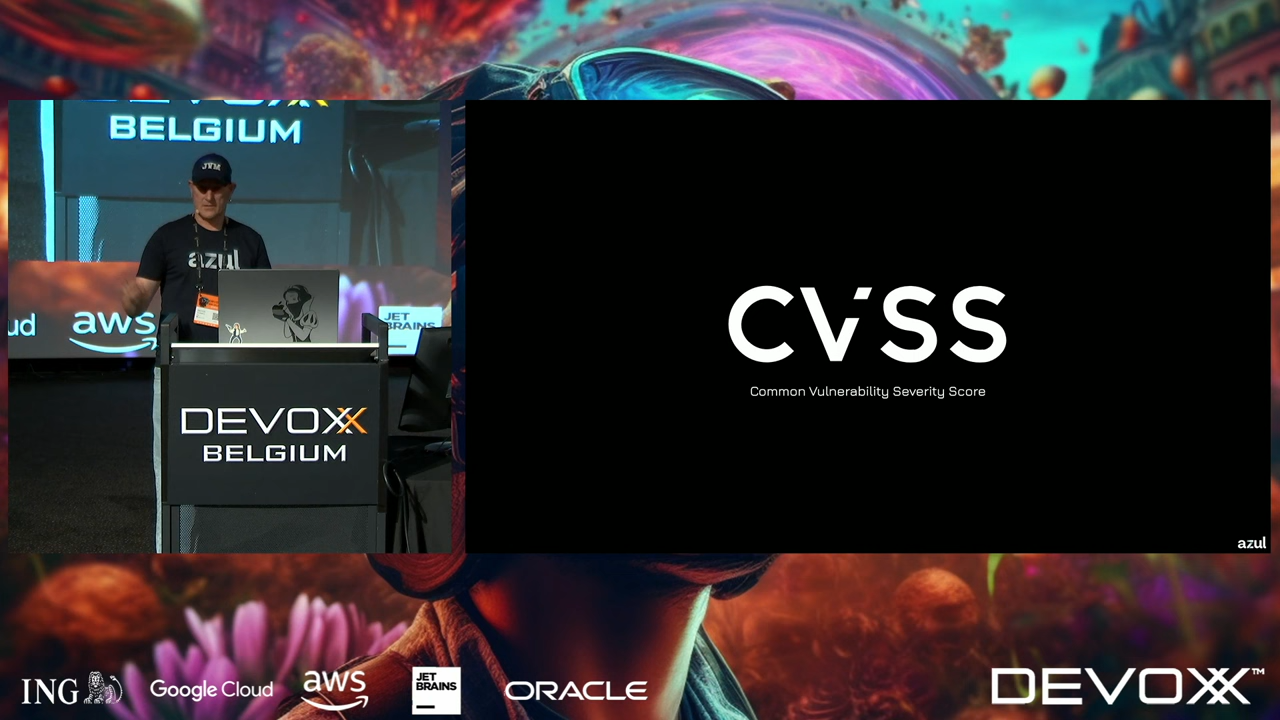 DEVOXX
BELGIUM
JVM
azul
ud
aws
JET
BRAINS
DEVOXX
BELGIUM
CVSS
Common Vulnerability Severity Score
azul
ING
Google Cloud
aws
JET
BRAINS
ORACLE
DEVOXX™